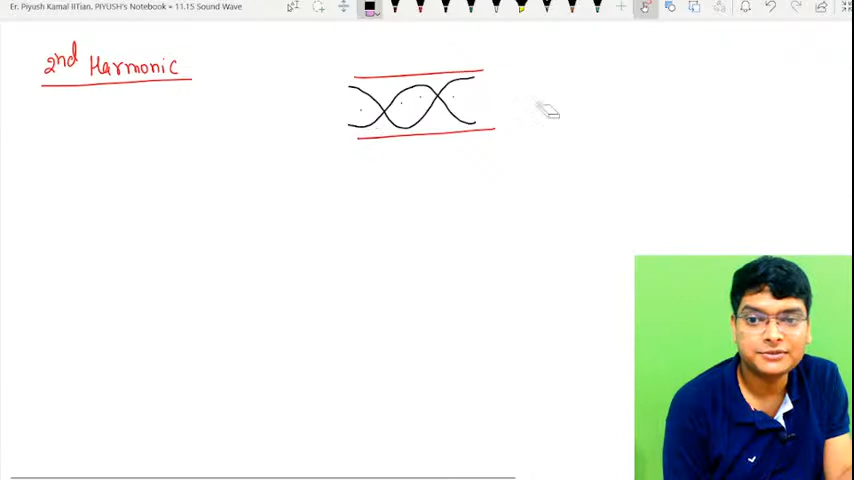 Er. Piyush Kamal IITian. PIYUSH's Notebook = 11.15 Sound Wave
2nd Harmonic